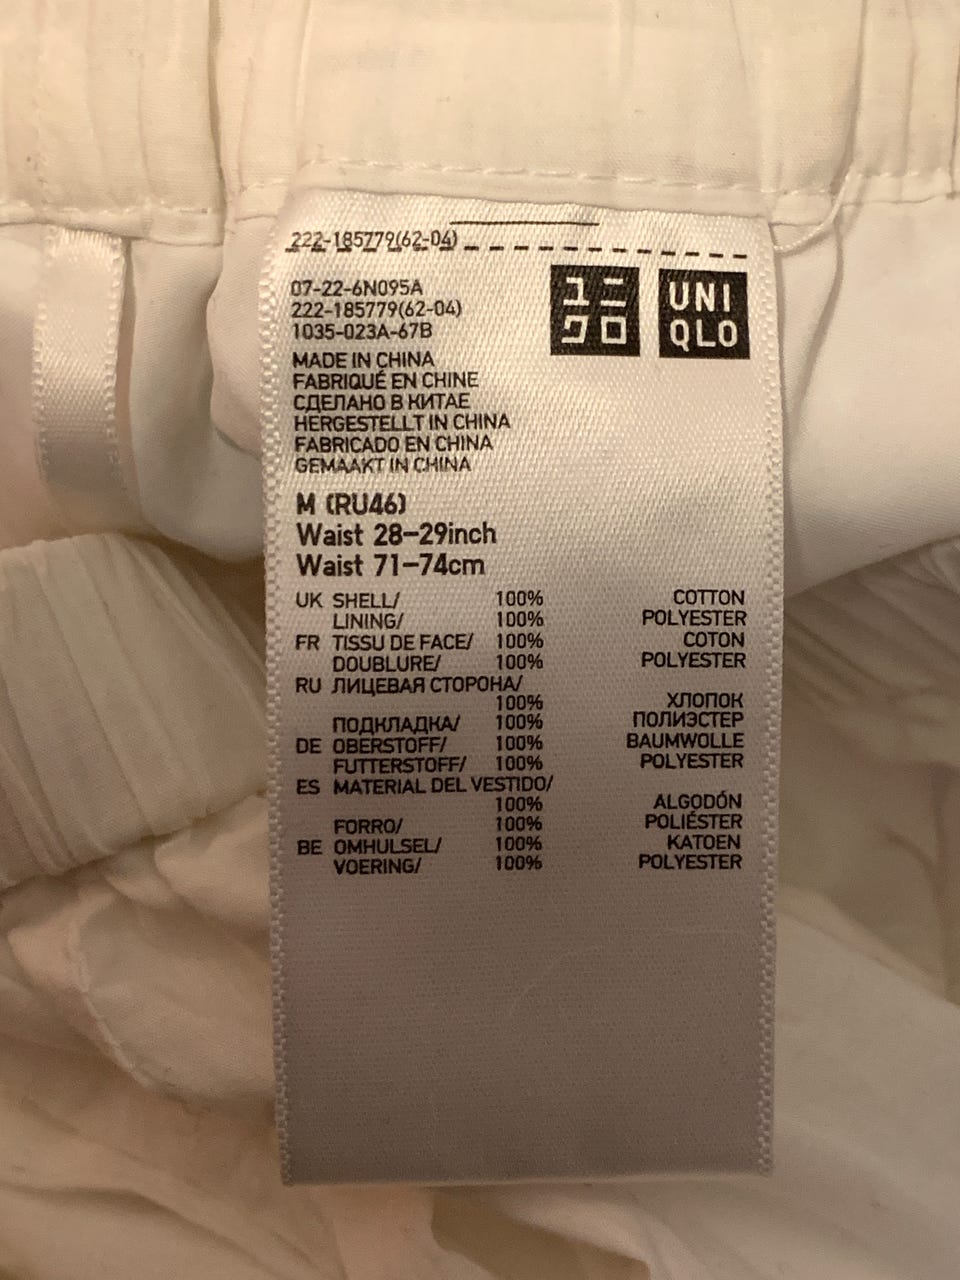 222-185779(62-04)
07-22-6N095A
222-185779(62-04)
1035-023A-67B
ユニ
クロ
UNI
QLO
MADE IN CHINA
FABRIQUÉ EN CHINE
СДЕЛАНО В КИТАЕ
HERGESTELLT IN CHINA
FABRICADO EN CHINA
GEMAAKT IN CHINA
M (RU46)
Waist 28–29inch
Waist 71–74cm
UK SHELL/ 100% COTTON
LINING/ 100% POLYESTER
FR TISSU DE FACE/ 100% COTON
DOUBLURE/ 100% POLYESTER
RU ЛИЦЕВАЯ СТОРОНА/
100% ХЛОПОК
ПОДКЛАДКА/ 100% ПОЛИЭСТЕР
DE OBERSTOFF/ 100% BAUMWOLLE
FUTTERSTOFF/ 100% POLYESTER
ES MATERIAL DEL VESTIDO/
100% ALGODÓN
FORRO/ 100% POLIÉSTER
BE OMHULSEL/ 100% KATOEN
VOERING/ 100% POLYESTER